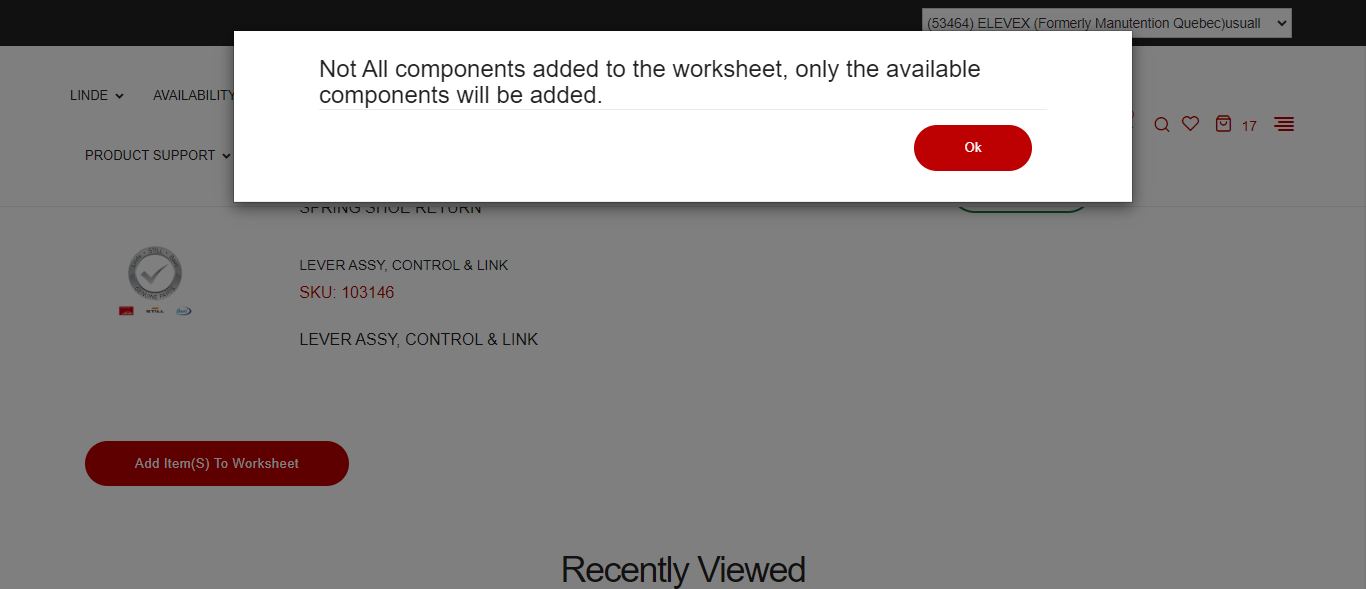 (53464) ELEVEX (Formerly Manutention Quebec)usuall
Not All components added to the worksheet, only the available
components will be added.
Ok
LINDE
AVAILABILITY
17
PRODUCT SUPPORT
SPRING SHOE RETURN
LEVER ASSY, CONTROL & LINK
SKU: 103146
LEVER ASSY, CONTROL & LINK
Add Item(S) To Worksheet
Recently Viewed